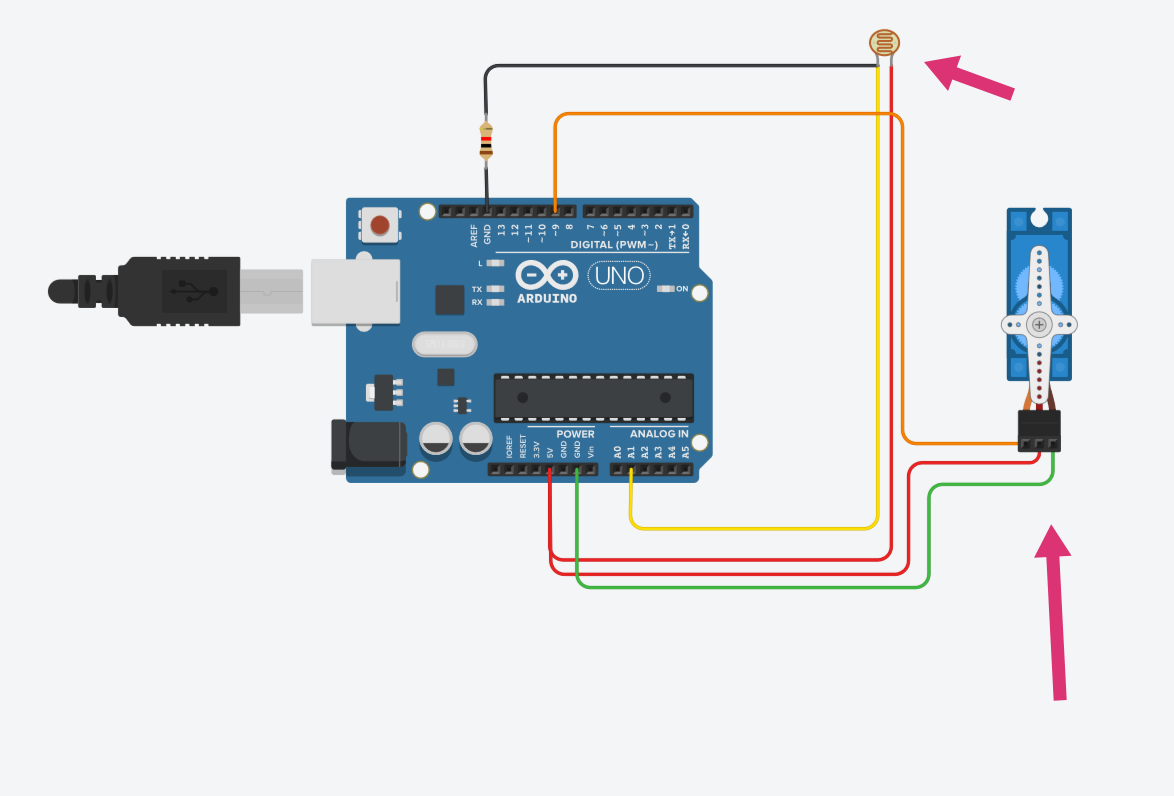 AREF
GND
13
12
~11
~10
~9
8
7
~6
~5
4
~3
2
TX→1
RX←0
DIGITAL (PWM~)
L
TX
RX
UNO
ON
ARDUINO
POWER
ANALOG IN
IOREF
RESET
3.3V
5V
GND
GND
Vin
A0
A1
A2
A3
A4
A5